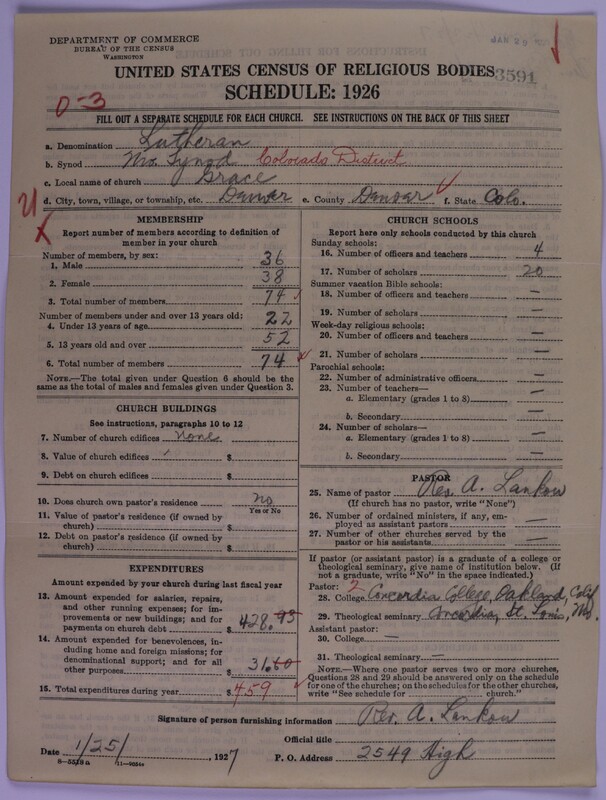 DEPARTMENT OF COMMERCE
BUREAU OF THE CENSUS
WASHINGTON
UNITED STATES CENSUS OF RELIGIOUS BODIES
3591
SCHEDULE: 1926
0-3
FILL OUT A SEPARATE SCHEDULE FOR EACH CHURCH. SEE INSTRUCTIONS ON THE BACK OF THIS SHEET
a. Denomination Lutheran
b. Synod Mo. Synod Colorado District
c. Local name of church Grace
d. City, town, village, or township, etc. Denver e. County Denver f. State Colo.
MEMBERSHIP
Report number of members according to definition of
member in your church
Number of members, by sex:
1. Male 36
2. Female 38
3. Total number of members 74
Number of members under and over 13 years old:
4. Under 13 years of age 22
5. 13 years old and over 52
6. Total number of members 74
NOTE.—The total given under Question 6 should be
the same as the total of males and females given under Question 3.
CHURCH BUILDINGS
See instructions, paragraphs 10 to 12
7. Number of church edifices none
8. Value of church edifices $
9. Debt on church edifices $
10. Does church own pastor's residence no
Yes or No
11. Value of pastor's residence (if owned by
church) $
12. Debt on pastor's residence (if owned by
church) $
EXPENDITURES
Amount expended by your church during last fiscal year
13. Amount expended for salaries, repairs,
and other running expenses; for im-
provements or new buildings; and for
payments on church debt $ 428.95
14. Amount expended for benevolences, in-
cluding home and foreign missions; for
denominational support; and for all
other purposes $ 31.60
15. Total expenditures during year $ 459
CHURCH SCHOOLS
Report here only schools conducted by this church
Sunday schools:
16. Number of officers and teachers 4
17. Number of scholars 20
Summer vacation Bible schools:
18. Number of officers and teachers —
19. Number of scholars —
Week-day religious schools:
20. Number of officers and teachers —
21. Number of scholars —
Parochial schools:
22. Number of administrative officers —
23. Number of teachers—
a. Elementary (grades 1 to 8) —
b. Secondary —
24. Number of scholars—
a. Elementary (grades 1 to 8) —
b. Secondary —
PASTOR
25. Name of pastor Rev. A. Lankow
(If church has no pastor, write "None")
26. Number of ordained ministers, if any, em-
ployed as assistant pastors —
27. Number of other churches served by the
pastor or his assistants —
If pastor (or assistant pastor) is a graduate of a college or
theological seminary, give name of institution below. (If
not a graduate, write "No" in the space indicated.)
Pastor: 2
28. College Concordia College, Oakland, Calif
29. Theological seminary Concordia, St. Louis, Mo.
Assistant pastor:
30. College —
31. Theological seminary —
NOTE.—Where one pastor serves two or more churches,
Questions 28 and 29 should be answered only on the schedule
for one of the churches; on the schedules for the other churches,
write "See schedule for church."
Signature of person furnishing information Rev. A. Lankow
Official title
Date 1/25/ , 1927 P. O. Address 2549 High